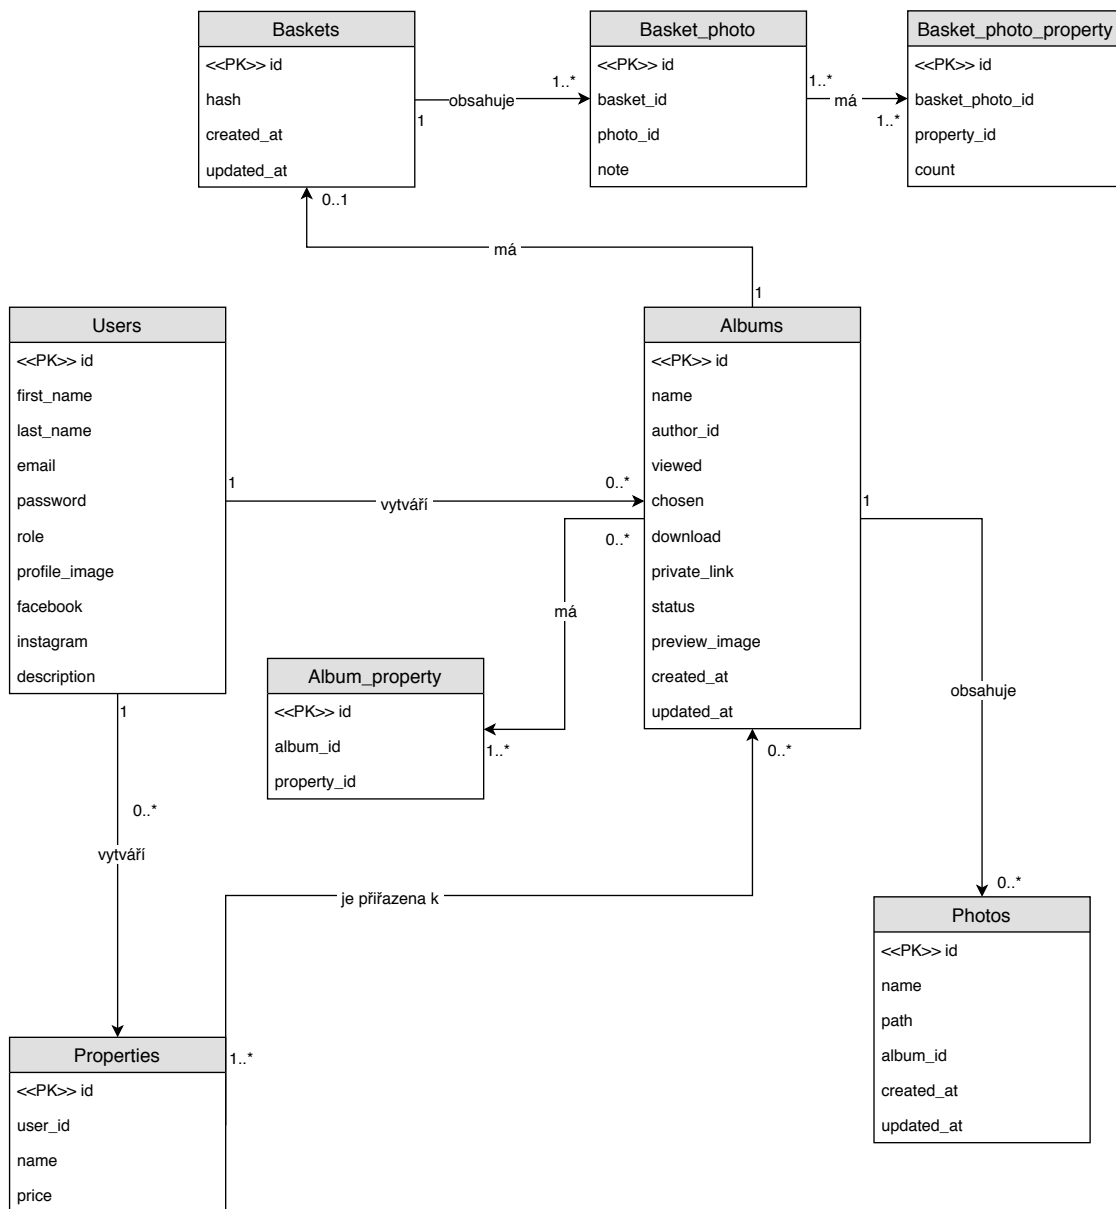 Baskets
<<PK>> id
hash
created_at
updated_at
obsahuje
1
1..*
Basket_photo
<<PK>> id
basket_id
photo_id
note
1..*
má
1..*
Basket_photo_property
<<PK>> id
basket_photo_id
property_id
count
0..1
má
1
Users
<<PK>> id
first_name
last_name
email
password
role
profile_image
facebook
instagram
description
1
vytváří
0..*
Albums
<<PK>> id
name
author_id
viewed
chosen
download
private_link
status
preview_image
created_at
updated_at
0..*
má
1..*
Album_property
<<PK>> id
album_id
property_id
1
obsahuje
0..*
1
0..*
vytváří
0..*
je přiřazena k
1..*
Photos
<<PK>> id
name
path
album_id
created_at
updated_at
Properties
<<PK>> id
user_id
name
price